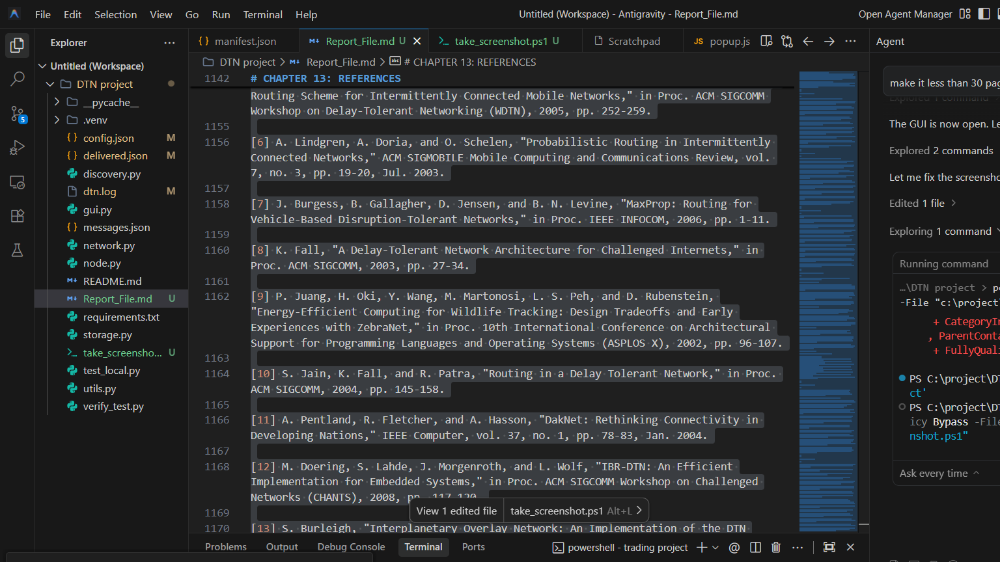 File Edit Selection View Go Run Terminal Help
Untitled (Workspace) - Antigravity - Report_File.md
Open Agent Manager
Explorer
Untitled (Workspace)
DTN project
__pycache__
.venv
config.json M
delivered.json M
discovery.py
dtn.log M
gui.py
messages.json
network.py
node.py
README.md
Report_File.md U
requirements.txt
storage.py
take_screensho... U
test_local.py
utils.py
verify_test.py
5
manifest.json
Report_File.md U
take_screenshot.ps1 U
Scratchpad
JS popup.js
DTN project > Report_File.md > # CHAPTER 13: REFERENCES
1142 # CHAPTER 13: REFERENCES
Routing Scheme for Intermittently Connected Mobile Networks," in Proc. ACM SIGCOMM
Workshop on Delay-Tolerant Networking (WDTN), 2005, pp. 252-259.
1155
1156 [6] A. Lindgren, A. Doria, and O. Schelen, "Probabilistic Routing in Intermittently
Connected Networks," ACM SIGMOBILE Mobile Computing and Communications Review, vol.
7, no. 3, pp. 19-20, Jul. 2003.
1157
1158 [7] J. Burgess, B. Gallagher, D. Jensen, and B. N. Levine, "MaxProp: Routing for
Vehicle-Based Disruption-Tolerant Networks," in Proc. IEEE INFOCOM, 2006, pp. 1-11.
1159
1160 [8] K. Fall, "A Delay-Tolerant Network Architecture for Challenged Internets," in
Proc. ACM SIGCOMM, 2003, pp. 27-34.
1161
1162 [9] P. Juang, H. Oki, Y. Wang, M. Martonosi, L. S. Peh, and D. Rubenstein,
"Energy-Efficient Computing for Wildlife Tracking: Design Tradeoffs and Early
Experiences with ZebraNet," in Proc. 10th International Conference on Architectural
Support for Programming Languages and Operating Systems (ASPLOS X), 2002, pp. 96-107.
1163
1164 [10] S. Jain, K. Fall, and R. Patra, "Routing in a Delay Tolerant Network," in Proc.
ACM SIGCOMM, 2004, pp. 145-158.
1165
1166 [11] A. Pentland, R. Fletcher, and A. Hasson, "DakNet: Rethinking Connectivity in
Developing Nations," IEEE Computer, vol. 37, no. 1, pp. 78-83, Jan. 2004.
1167
1168 [12] M. Doering, S. Lahde, J. Morgenroth, and L. Wolf, "IBR-DTN: An Efficient
Implementation for Embedded Systems," in Proc. ACM SIGCOMM Workshop on Challenged
Networks (CHANTS), 2008, pp. 117-120.
1169
1170 [13] S. Burleigh, "Interplanetary Overlay Network: An Implementation of the DTN
View 1 edited file take_screenshot.ps1 Alt+L
Problems Output Debug Console Terminal Ports
powershell - trading project
Agent
make it less than 30 pag
Explored 1 command
The GUI is now open. Le
Explored 2 commands
Let me fix the screensho
Edited 1 file
Exploring 1 command
Running command
…\DTN project > po
-File "c:\project\
+ CategoryIn
, ParentConta
+ FullyQuali
PS C:\project\DT
ct'
PS C:\project\DT
icy Bypass -File
nshot.ps1"
Ask every time